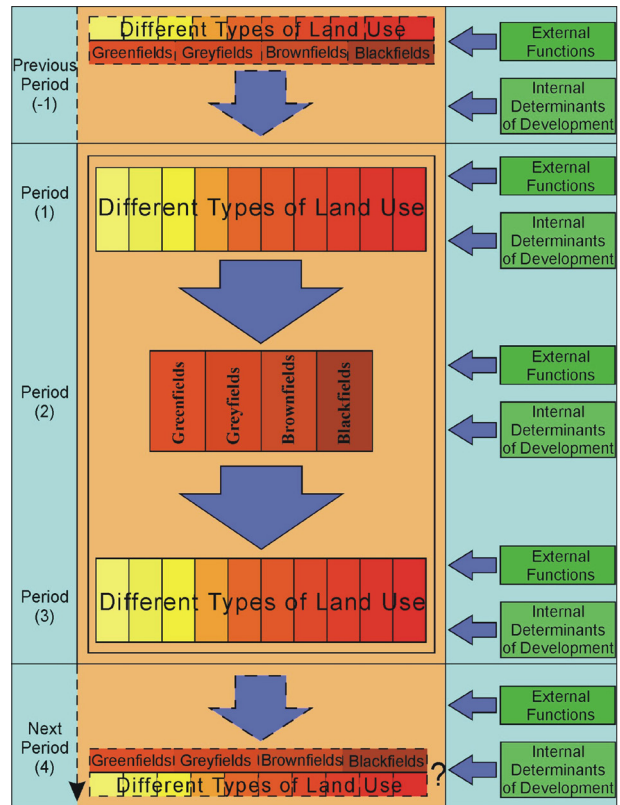 Different Types of Land Use
Greenfields Greyfields Brownfields Blackfields
Previous
Period
(-1)
External
Functions
Internal
Determinants
of Development
Period
(1)
Different Types of Land Use
External
Functions
Internal
Determinants
of Development
Period
(2)
Greenfields
Greyfields
Brownfields
Blackfields
External
Functions
Internal
Determinants
of Development
Period
(3)
Different Types of Land Use
External
Functions
Internal
Determinants
of Development
Next
Period
(4)
Greenfields Greyfields Brownfields Blackfields
Different Types of Land Use
?
External
Functions
Internal
Determinants
of Development